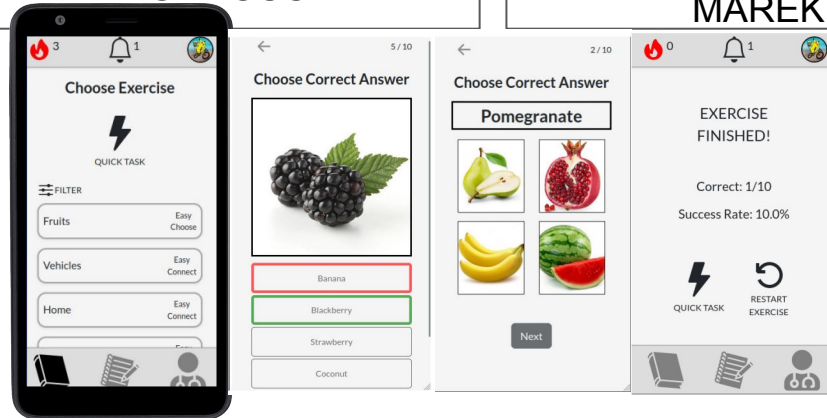 MAREK
3
1
Choose Exercise
QUICK TASK
FILTER
Fruits
Easy
Choose
Vehicles
Easy
Connect
Home
Easy
Connect
5 / 10
Choose Correct Answer
Banana
Blackberry
Strawberry
Coconut
2 / 10
Choose Correct Answer
Pomegranate
Next
0
1
EXERCISE
FINISHED!
Correct: 1/10
Success Rate: 10.0%
QUICK TASK
RESTART
EXERCISE